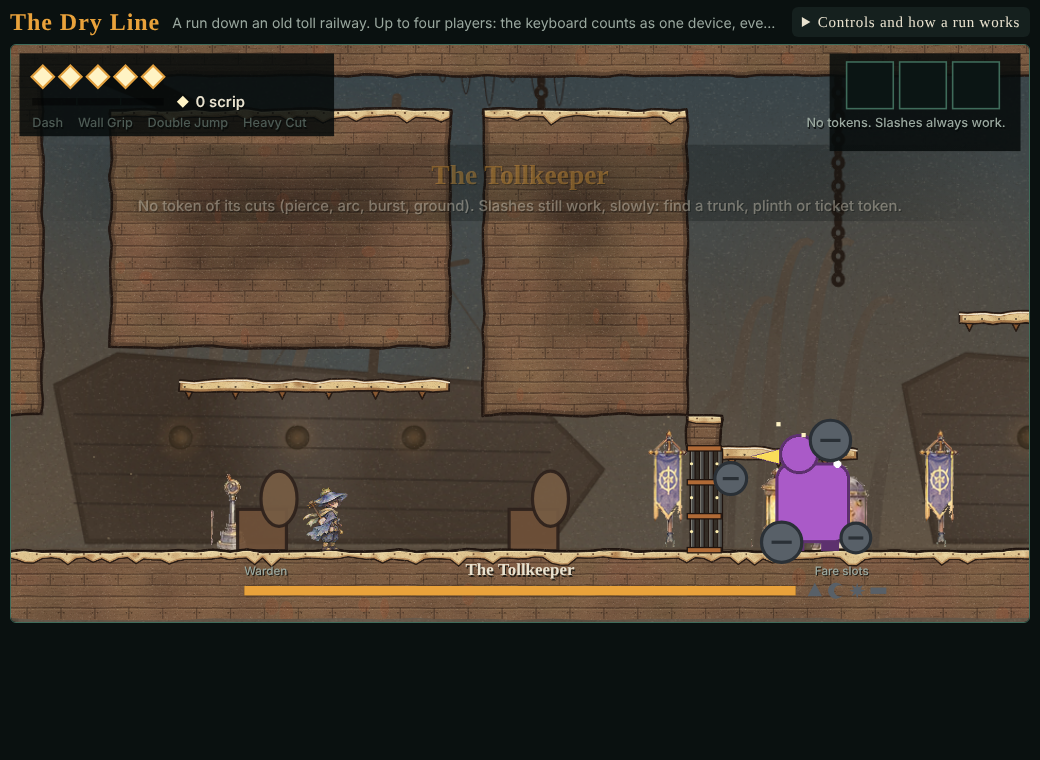 The Dry Line
A run down an old toll railway. Up to four players: the keyboard counts as one device, eve...
▶ Controls and how a run works
0 scrip
Dash Wall Grip Double Jump Heavy Cut
No tokens. Slashes always work.
The Tollkeeper
No token of its cuts (pierce, arc, burst, ground). Slashes still work, slowly: find a trunk, plinth or ticket token.
Warden
The Tollkeeper
Fare slots